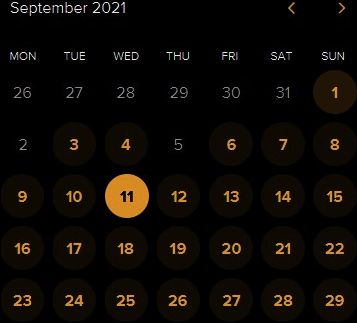 September 2021
MON TUE WED THU FRI SAT SUN
26 27 28 29 30 31 1
2 3 4 5 6 7 8
9 10 11 12 13 14 15
16 17 18 19 20 21 22
23 24 25 26 27 28 29